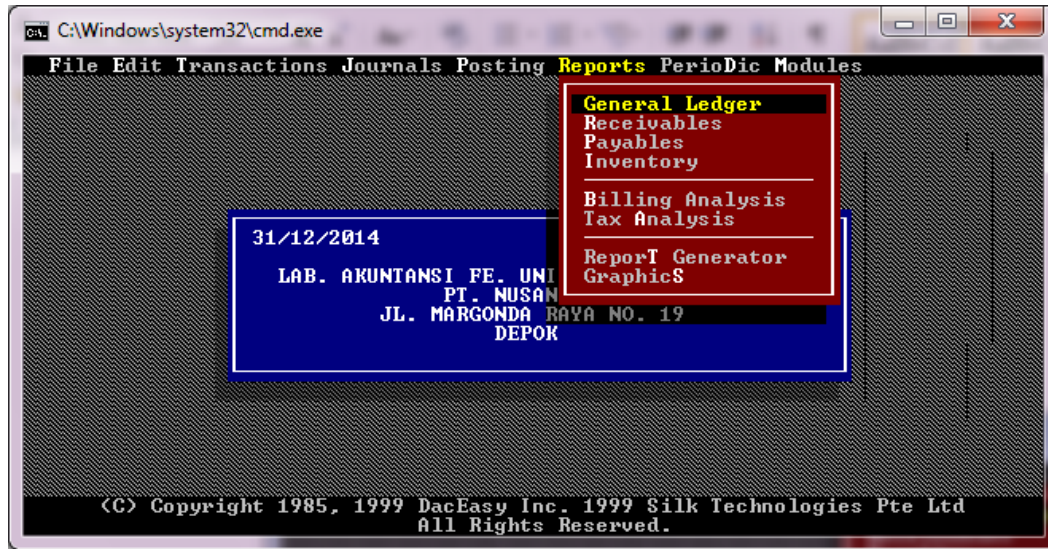 C:\Windows\system32\cmd.exe
File Edit Transactions Journals Posting Reports PerioDic Modules
General Ledger
Receivables
Payables
Inventory
Billing Analysis
Tax Analysis
ReporT Generator
GraphicS
31/12/2014
LAB. AKUNTANSI FE. UNI
PT. NUSAN
JL. MARGONDA RAYA NO. 19
DEPOK
(C) Copyright 1985, 1999 DacEasy Inc. 1999 Silk Technologies Pte Ltd
All Rights Reserved.